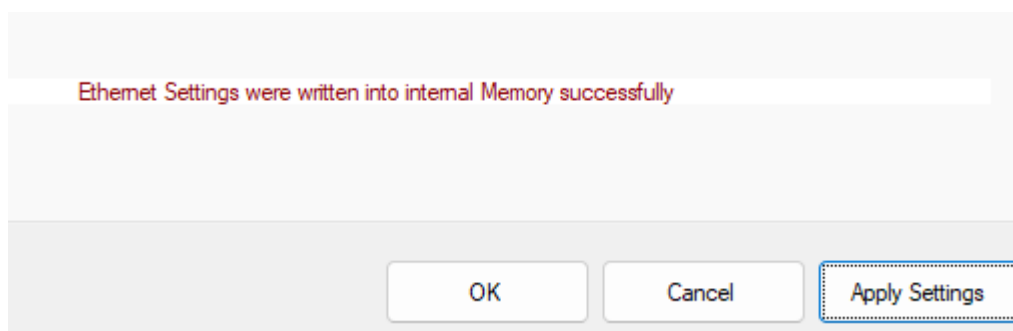 Ethernet Settings were written into internal Memory successfully
OK
Cancel
Apply Settings